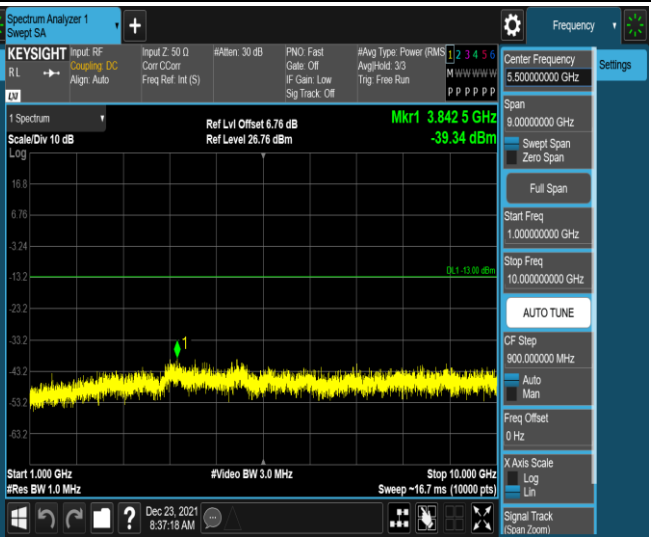 Spectrum Analyzer 1
Swept SA
Frequency
KEYSIGHT
RL
Input: RF
Coupling: DC
Align: Auto
Input Z: 50 Ω
Corr CCorr
Freq Ref: Int (S)
#Atten: 30 dB
PNO: Fast
Gate: Off
IF Gain: Low
Sig Track: Off
#Avg Type: Power (RMS
Avg|Hold: 3/3
Trig: Free Run
1 2 3 4 5 6
M W W W W W
P P P P P P
LXI
1 Spectrum
Scale/Div 10 dB
Log
Ref Lvl Offset 6.76 dB
Ref Level 26.76 dBm
Mkr1 3.842 5 GHz
-39.34 dBm
16.8
6.76
-3.24
-13.2
-23.2
-33.2
-43.2
-53.2
-63.2
DL1 -13.00 dBm
1
Start 1.000 GHz
#Res BW 1.0 MHz
#Video BW 3.0 MHz
Stop 10.000 GHz
Sweep ~16.7 ms (10000 pts)
Dec 23, 2021
8:37:18 AM
Center Frequency
5.500000000 GHz
Settings
Span
9.00000000 GHz
Swept Span
Zero Span
Full Span
Start Freq
1.000000000 GHz
Stop Freq
10.000000000 GHz
AUTO TUNE
CF Step
900.000000 MHz
Auto
Man
Freq Offset
0 Hz
X Axis Scale
Log
Lin
Signal Track
(Span Zoom)